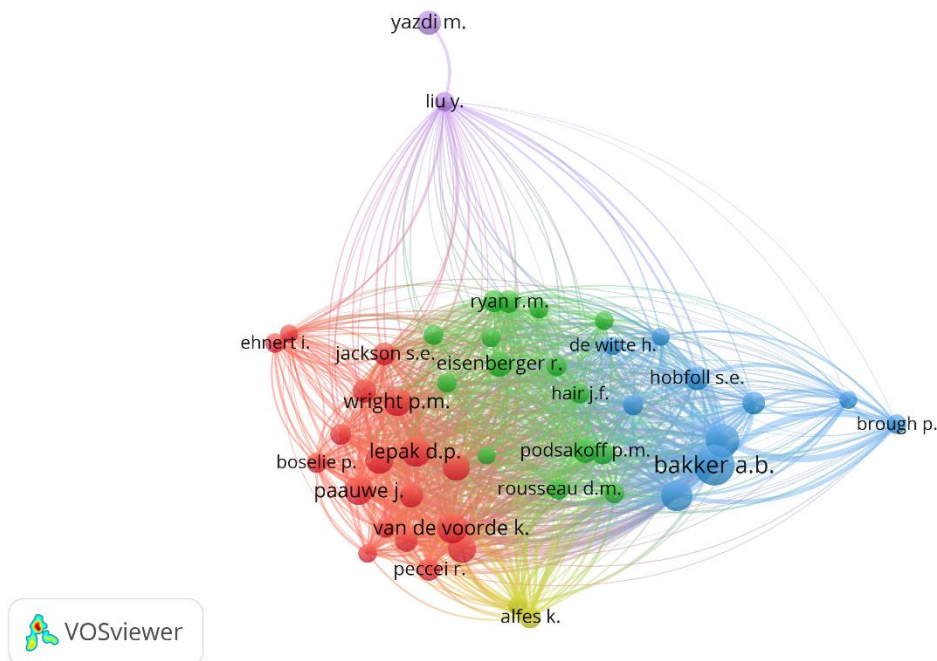 yazdi m.
liu y.
ryan r.m.
ehnert i.
jackson s.e.
de witte h.
eisenberger r.
hobfoll s.e.
hair j.f.
wright p.m.
brough p.
lepak d.p.
podsakoff p.m.
boselie p.
bakker a.b.
paauwe j.
rousseau d.m.
van de voorde k.
peccei r.
alfes k.
VOSviewer